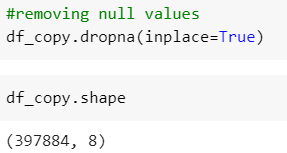 #removing null values
df_copy.dropna(inplace=True)
df_copy.shape
(397884, 8)